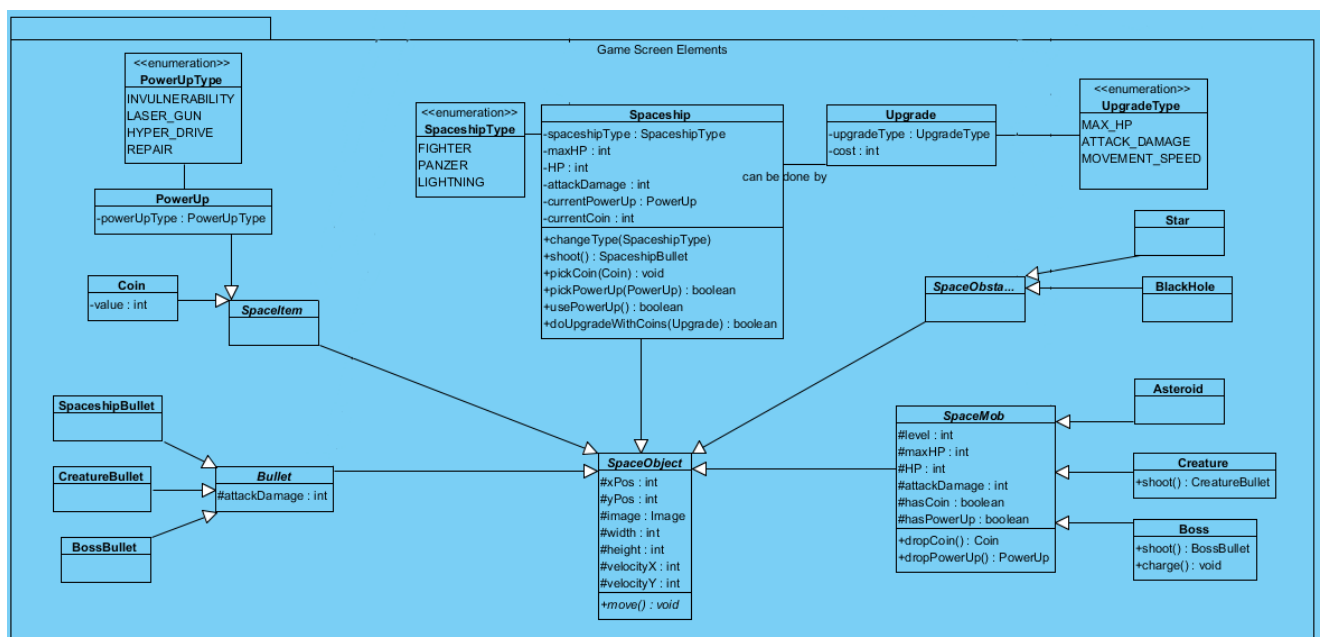 Game Screen Elements
<<enumeration>>
PowerUpType
INVULNERABILITY
LASER_GUN
HYPER_DRIVE
REPAIR
<<enumeration>>
SpaceshipType
FIGHTER
PANZER
LIGHTNING
Spaceship
-spaceshipType : SpaceshipType
-maxHP : int
-HP : int
-attackDamage : int
-currentPowerUp : PowerUp
-currentCoin : int
+changeType(SpaceshipType)
+shoot() : SpaceshipBullet
+pickCoin(Coin) : void
+pickPowerUp(PowerUp) : boolean
+usePowerUp() : boolean
+doUpgradeWithCoins(Upgrade) : boolean
can be done by
Upgrade
-upgradeType : UpgradeType
-cost : int
<<enumeration>>
UpgradeType
MAX_HP
ATTACK_DAMAGE
MOVEMENT_SPEED
PowerUp
-powerUpType : PowerUpType
Coin
-value : int
SpaceItem
SpaceObsta...
Star
BlackHole
SpaceshipBullet
CreatureBullet
BossBullet
Bullet
#attackDamage : int
SpaceObject
#xPos : int
#yPos : int
#image : Image
#width : int
#height : int
#velocityX : int
#velocityY : int
+move() : void
SpaceMob
#level : int
#maxHP : int
#HP : int
#attackDamage : int
#hasCoin : boolean
#hasPowerUp : boolean
+dropCoin() : Coin
+dropPowerUp() : PowerUp
Asteroid
Creature
+shoot() : CreatureBullet
Boss
+shoot() : BossBullet
+charge() : void